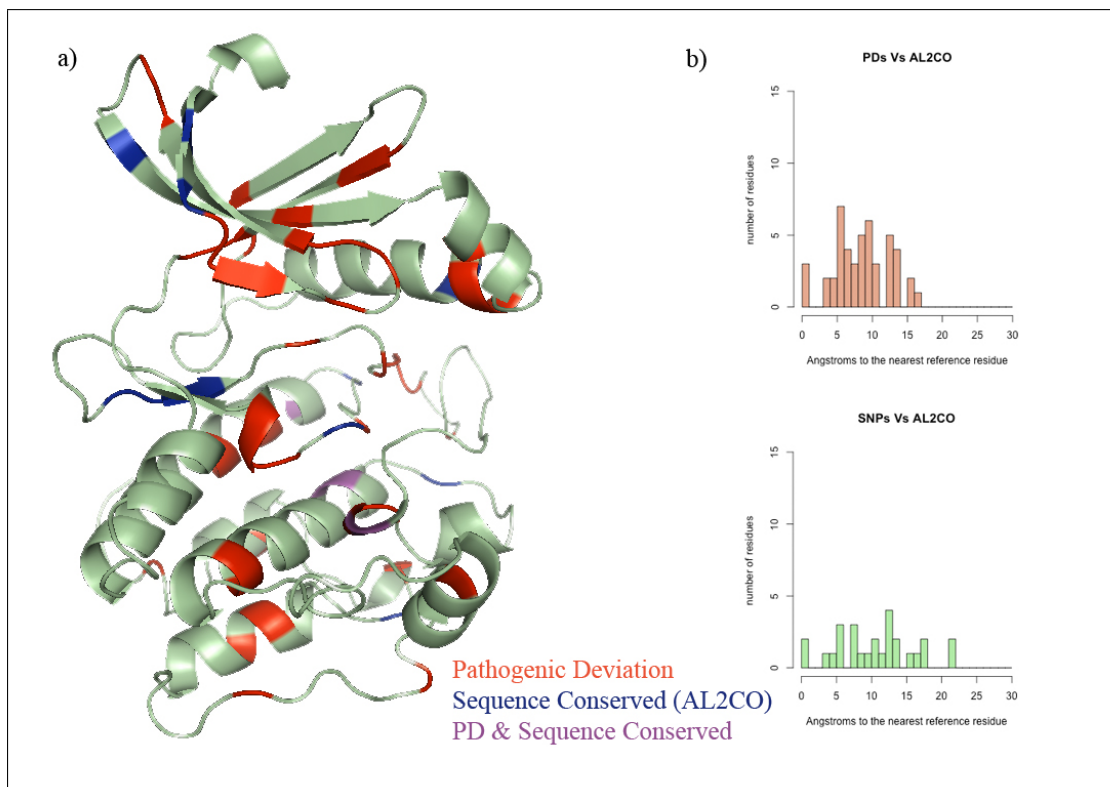 a)
Pathogenic Deviation
Sequence Conserved (AL2CO)
PD & Sequence Conserved
b)
PDs Vs AL2CO
number of residues
15
10
5
0
0 5 10 15 20 25 30
Angstroms to the nearest reference residue
SNPs Vs AL2CO
number of residues
15
10
5
0
0 5 10 15 20 25 30
Angstroms to the nearest reference residue